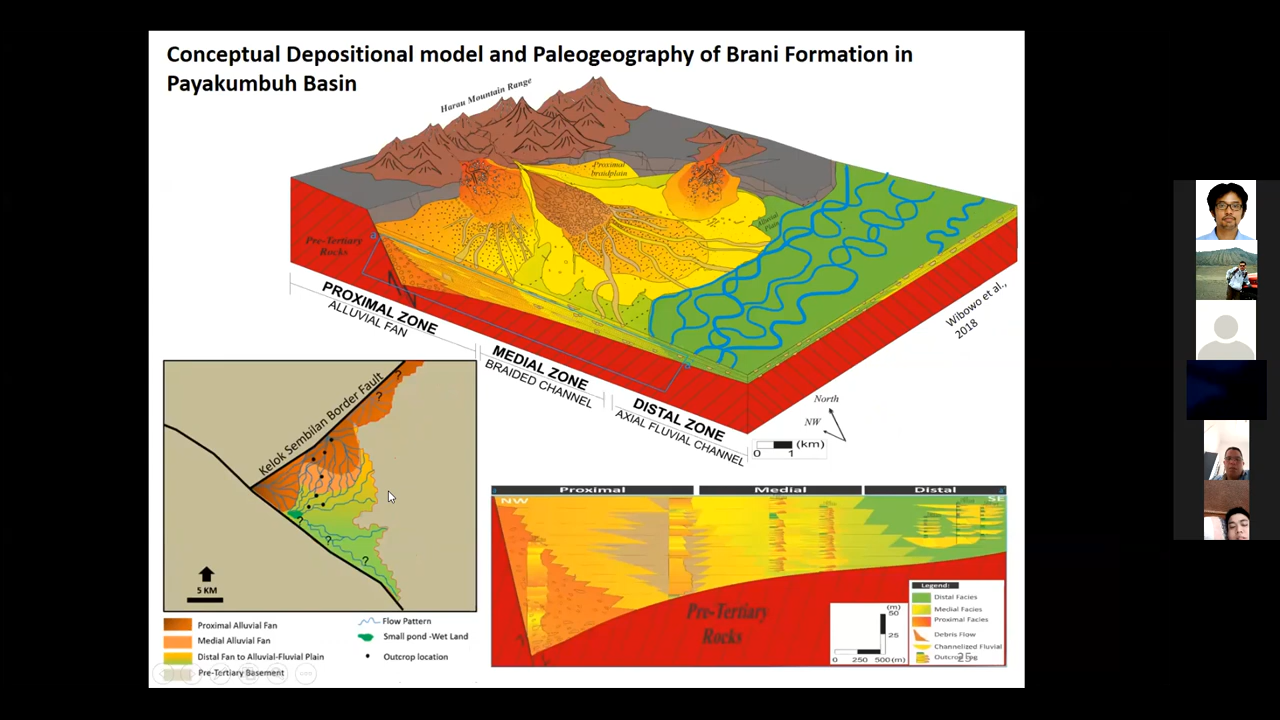 Conceptual Depositional model and Paleogeography of Brani Formation in
Payakumbuh Basin
Harau Mountain Range
Proximal
braidplain
Alluvial
Plain
Pre-Tertiary
Rocks
a
PROXIMAL ZONE
ALLUVIAL FAN
MEDIAL ZONE
BRAIDED CHANNEL
DISTAL ZONE
AXIAL FLUVIAL CHANNEL
Wibowo et al.,
2018
North
NW
(km)
0 1
Kelok Sembilan Border Fault
?
?
?
?
?
5 KM
Proximal Alluvial Fan
Medial Alluvial Fan
Distal Fan to Alluvial-Fluvial Plain
Pre-Tertiary Basement
Flow Pattern
Small pond -Wet Land
Outcrop location
Proximal Medial Distal
NW SE
Pre-Tertiary
Rocks
(m)
50
25
0 250 500 (m)
Legend:
Distal Facies
Medial Facies
Proximal Facies
Debris Flow
Channelized Fluvial
Outcrop Log
25